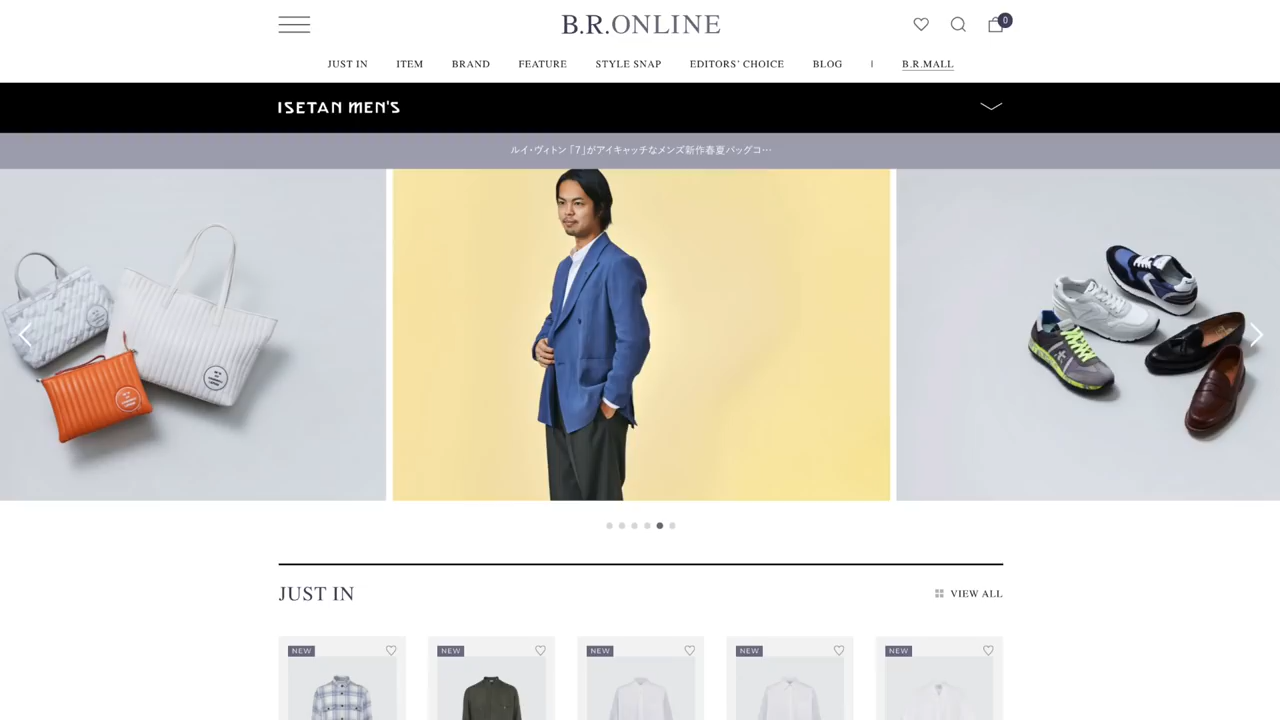 B.R.ONLINE
0
JUST IN
ITEM
BRAND
FEATURE
STYLE SNAP
EDITORS' CHOICE
BLOG
B.R.MALL
ISETAN MEN'S
ルイ・ヴィトン「7」がアイキャッチなメンズ新作春夏バッグコ…
JUST IN
VIEW ALL
NEW
NEW
NEW
NEW
NEW